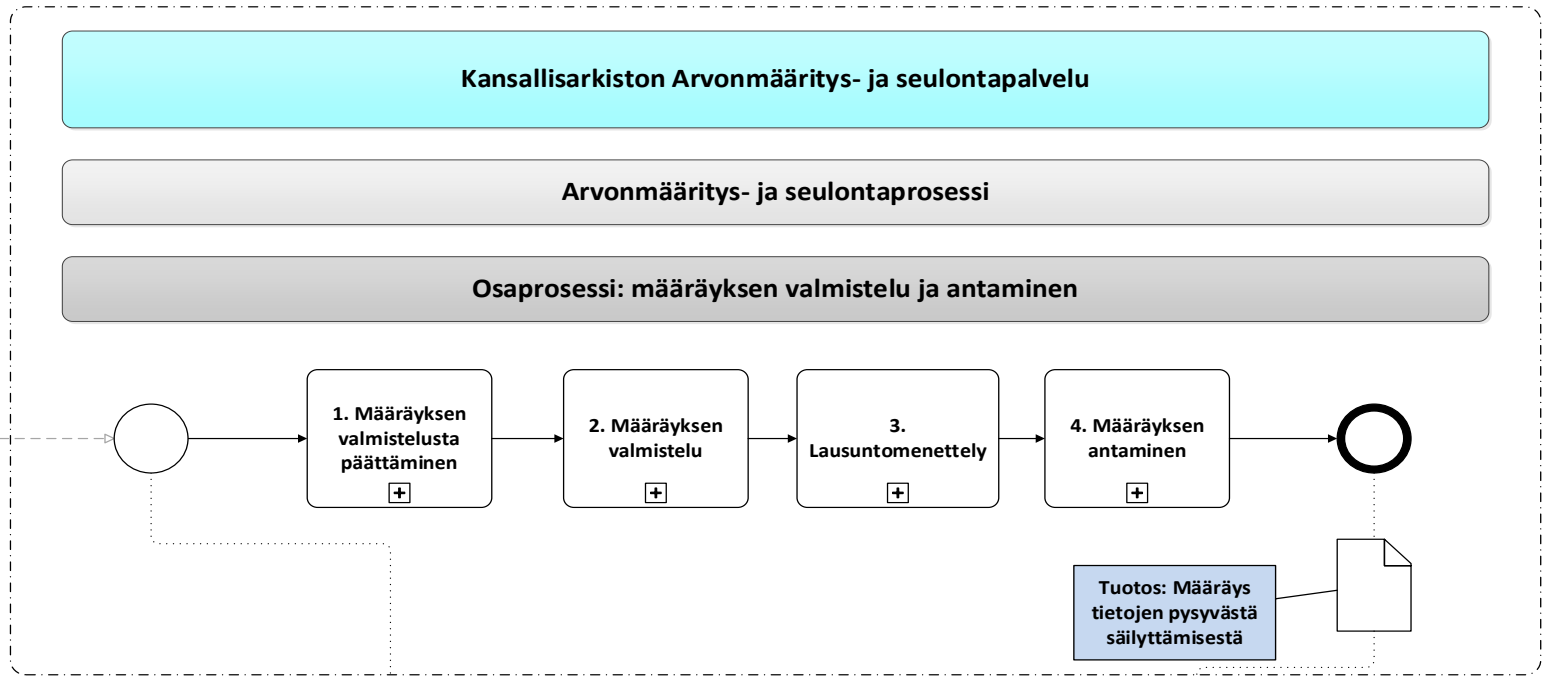 Kansallisarkiston Arvonmääritys- ja seulontapalvelu
Arvonmääritys- ja seulontaprosessi
Osaprosessi: määräyksen valmistelu ja antaminen
1. Määräyksen
valmistelusta
päättäminen
2. Määräyksen
valmistelu
3.
Lausuntomenettely
4. Määräyksen
antaminen
Tuotos: Määräys
tietojen pysyvästä
säilyttämisestä